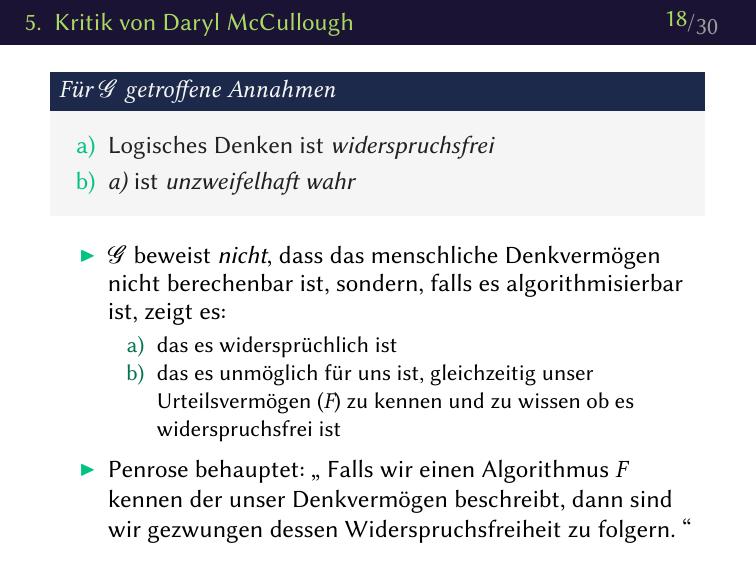 5. Kritik von Daryl McCullough 18/30
Für 𝒢 getroffene Annahmen
a) Logisches Denken ist widerspruchsfrei
b) a) ist unzweifelhaft wahr
▶ 𝒢 beweist nicht, dass das menschliche Denkvermögen
nicht berechenbar ist, sondern, falls es algorithmisierbar
ist, zeigt es:
a) das es widersprüchlich ist
b) das es unmöglich für uns ist, gleichzeitig unser
Urteilsvermögen (F) zu kennen und zu wissen ob es
widerspruchsfrei ist
▶ Penrose behauptet: „ Falls wir einen Algorithmus F
kennen der unser Denkvermögen beschreibt, dann sind
wir gezwungen dessen Widerspruchsfreiheit zu folgern. “